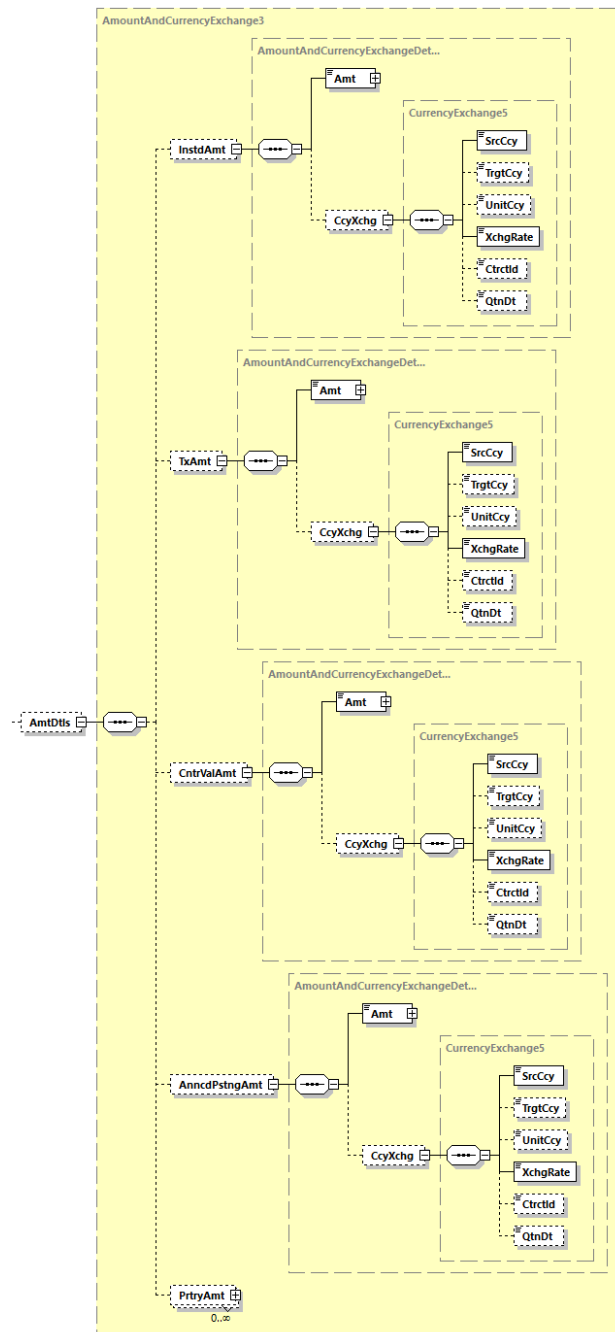 AmountAndCurrencyExchange3
AmountAndCurrencyExchangeDet...
Amt
CurrencyExchange5
SrcCcy
TrgtCcy
InstdAmt
UnitCcy
CcyXchg
XchgRate
CtrctId
QtnDt
AmountAndCurrencyExchangeDet...
Amt
CurrencyExchange5
SrcCcy
TxAmt
TrgtCcy
UnitCcy
CcyXchg
XchgRate
CtrctId
QtnDt
AmountAndCurrencyExchangeDet...
Amt
AmtDtls
CurrencyExchange5
SrcCcy
CntrValAmt
TrgtCcy
UnitCcy
CcyXchg
XchgRate
CtrctId
QtnDt
AmountAndCurrencyExchangeDet...
Amt
CurrencyExchange5
SrcCcy
AnncdPstngAmt
TrgtCcy
UnitCcy
CcyXchg
XchgRate
CtrctId
QtnDt
PrtryAmt
0..∞